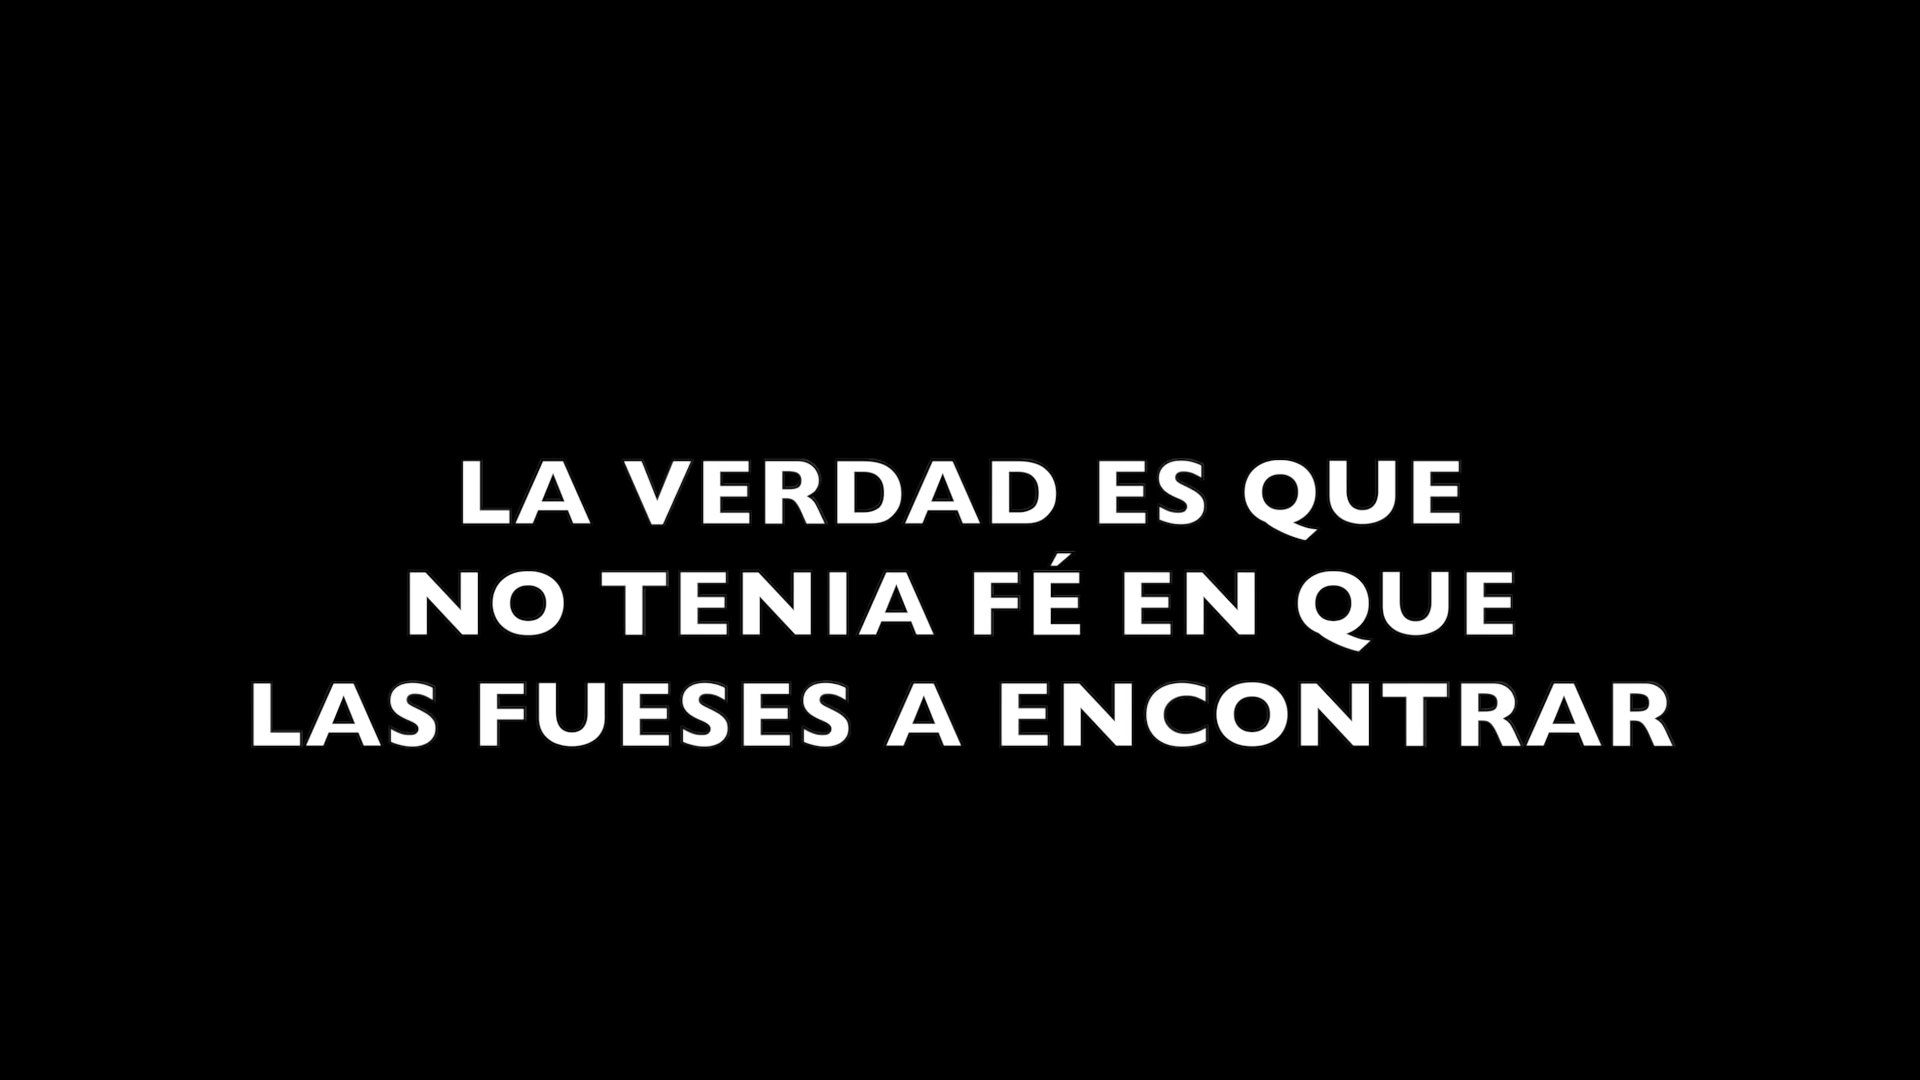 LA VERDAD ES QUE
NO TENIA FÉ EN QUE
LAS FUESES A ENCONTRAR